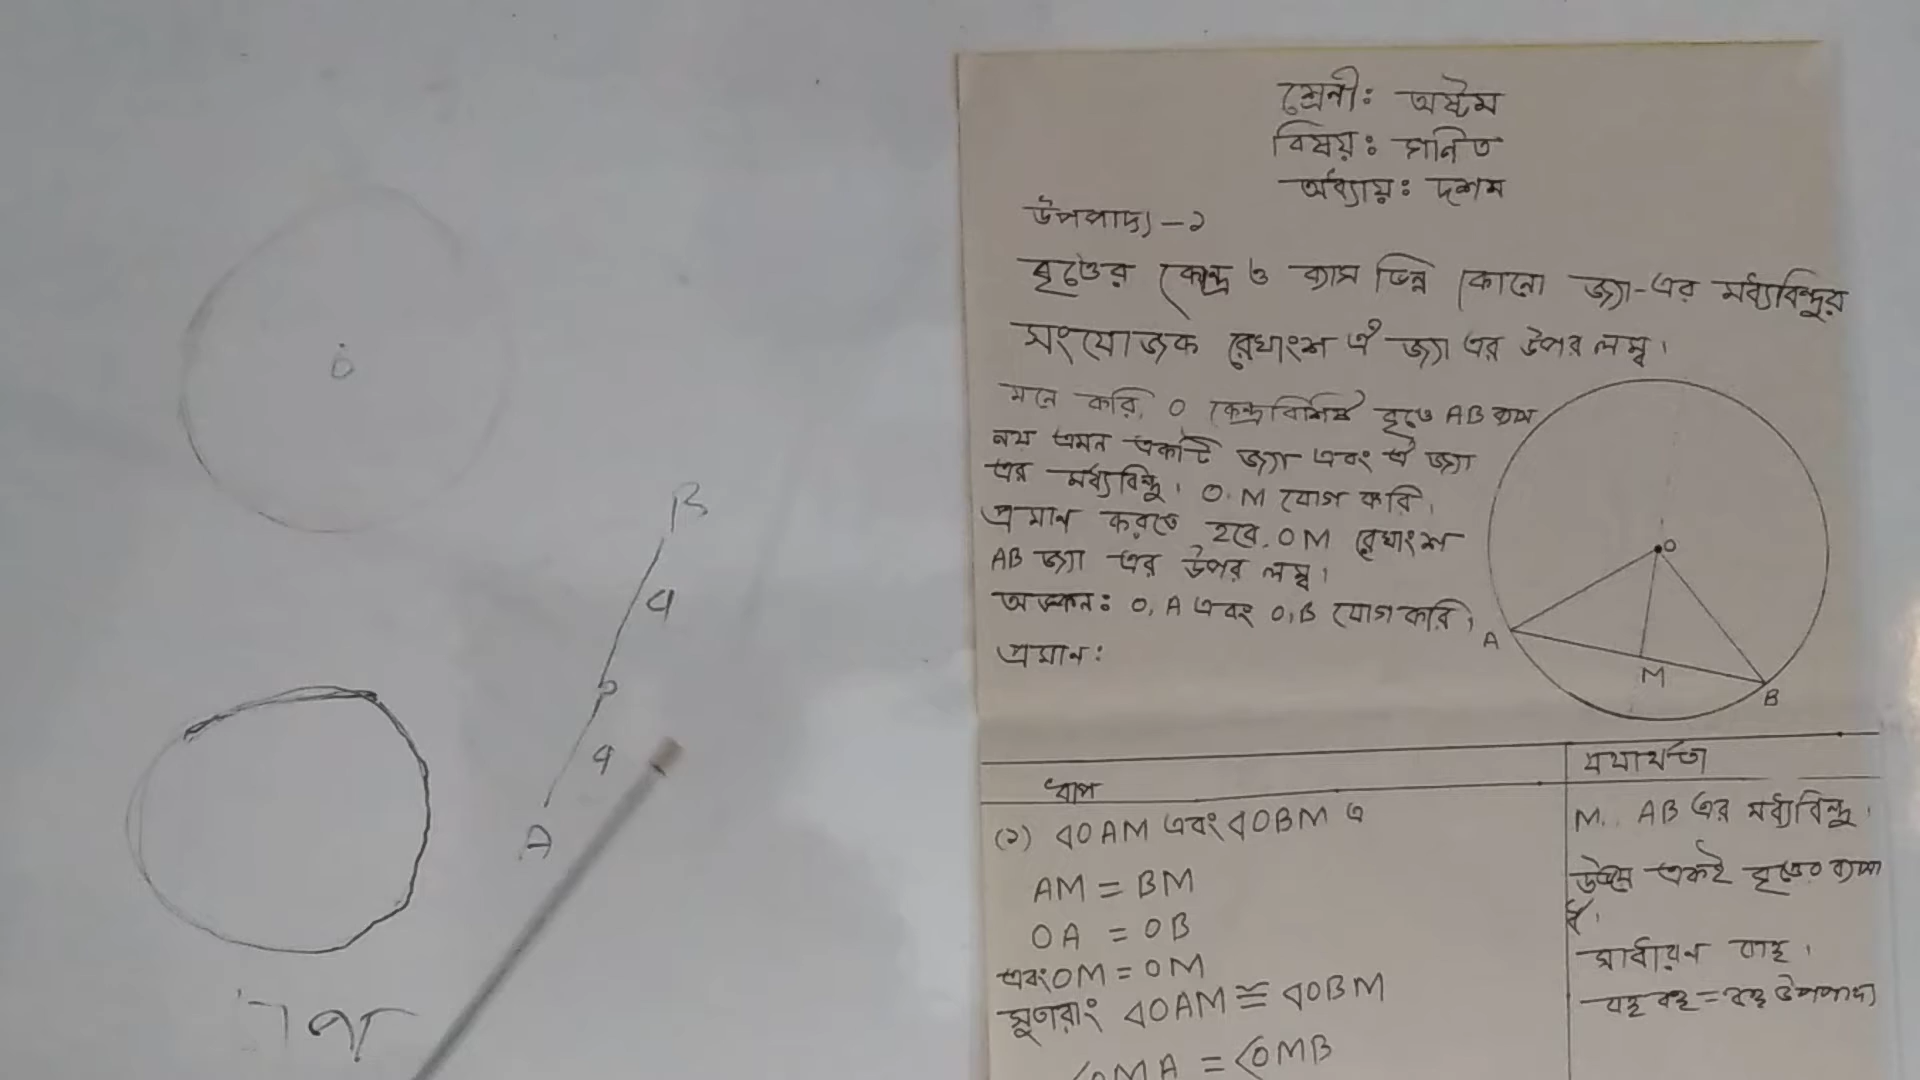 শ্রেনী: অষ্টম
বিষয়: গনিত
অধ্যায়: দশম
উপপাদ্য -১
বৃত্তের কেন্দ্র ও ব্যাস ভিন্ন কোনো জ্যা-এর মধ্যবিন্দুর
সংযোজক রেখাংশ ঐ জ্যা এর উপর লম্ব।
মনে করি, O কেন্দ্রবিশিষ্ট বৃত্তে AB ব্যাস
নয় এমন একটি জ্যা এবং ঐ জ্যা
এর মধ্যবিন্দু। O, M যোগ করি।
প্রমান করতে হবে, OM রেখাংশ
AB জ্যা এর উপর লম্ব।
অঙ্কন: O, A এবং O, B যোগ করি।
প্রমান:
O
A
M
B
ধাপ
যথার্থতা
(১) ΔOAM এবং ΔOBM এ
AM = BM
OA = OB
এবং OM = OM
সুতরাং ΔOAM ≅ ΔOBM
<OMA = <OMB
M, AB এর মধ্যবিন্দু।
উভয় একই বৃত্তের ব্যাসা
র্ধ।
সাধারন বাহু।
বাহু বাহু = বাহু উপপাদ্য
O
B
4
4
A